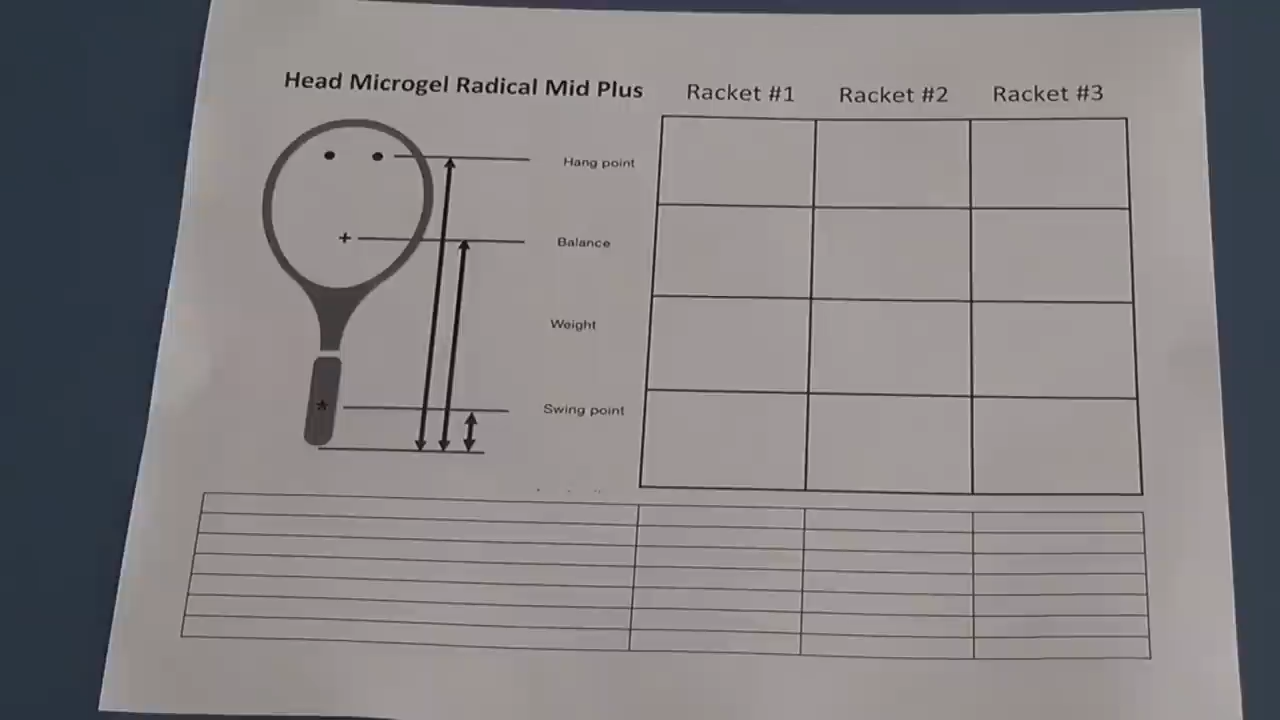 Head Microgel Radical Mid Plus
Racket #1 Racket #2 Racket #3
Hang point
Balance
Weight
Swing point